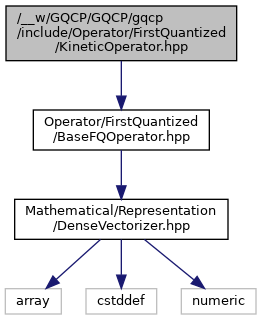 /__w/GQCP/GQCP/gqcp
/include/Operator/FirstQuantized
/KineticOperator.hpp
Operator/FirstQuantized
/BaseFQOperator.hpp
Mathematical/Representation
/DenseVectorizer.hpp
array
cstddef
numeric